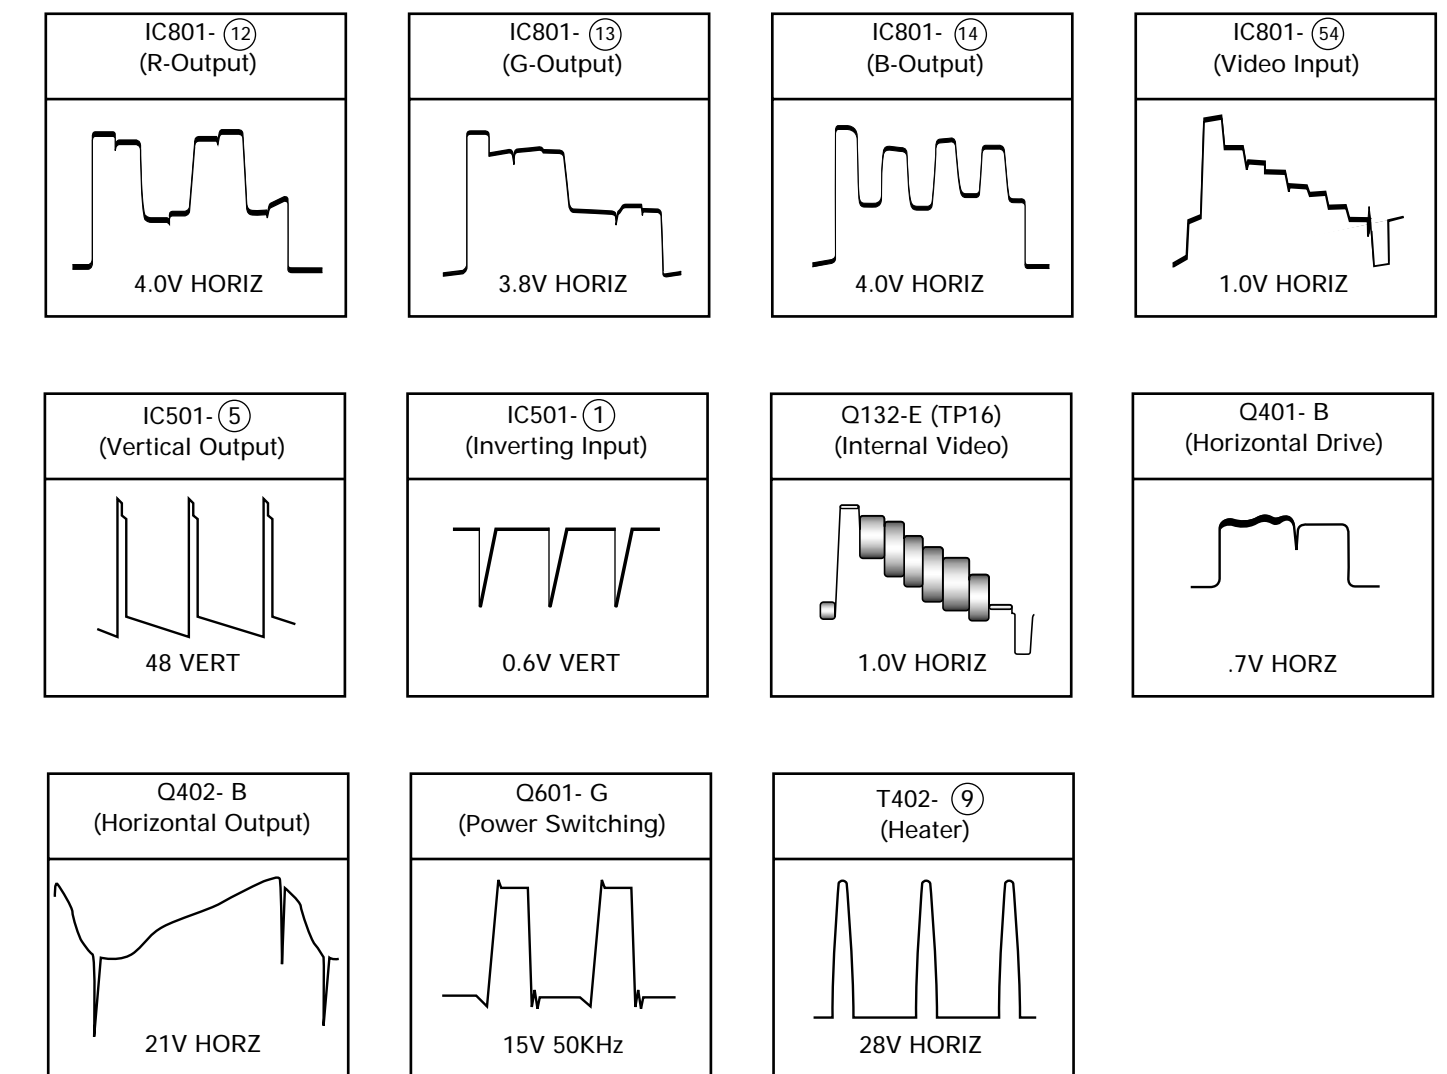 IC801- 12
(R-Output)
4.0V HORIZ
IC801- 13
(G-Output)
3.8V HORIZ
IC801- 14
(B-Output)
4.0V HORIZ
IC801- 54
(Video Input)
1.0V HORIZ
IC501- 5
(Vertical Output)
48 VERT
IC501- 1
(Inverting Input)
0.6V VERT
Q132-E (TP16)
(Internal Video)
1.0V HORIZ
Q401- B
(Horizontal Drive)
.7V HORZ
Q402- B
(Horizontal Output)
21V HORZ
Q601- G
(Power Switching)
15V 50KHz
T402- 9
(Heater)
28V HORIZ